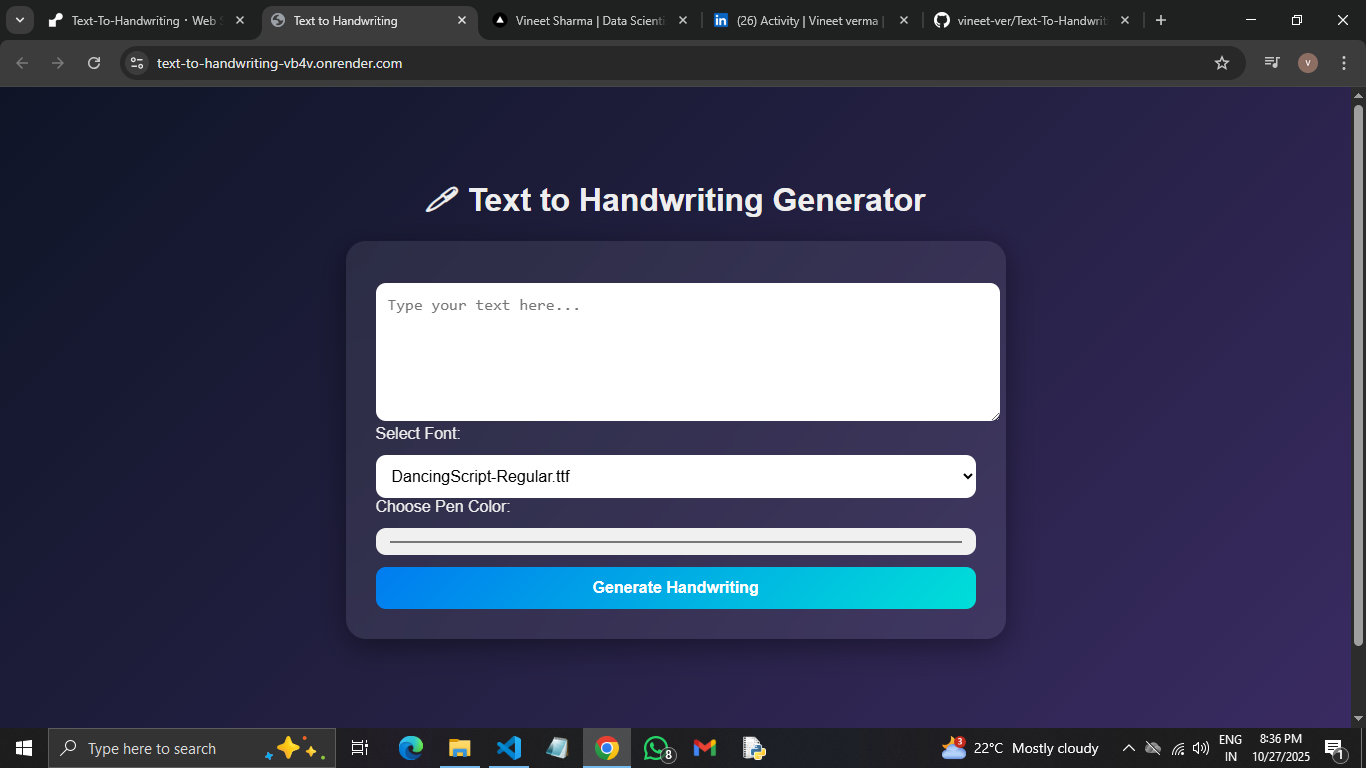 Text-To-Handwriting · Web S
Text to Handwriting
Vineet Sharma | Data Scienti
(26) Activity | Vineet verma |
vineet-ver/Text-To-Handwrit
text-to-handwriting-vb4v.onrender.com
V
Text to Handwriting Generator
Type your text here...
Select Font:
DancingScript-Regular.ttf
Choose Pen Color:
Generate Handwriting
Type here to search
8
3
22°C Mostly cloudy
ENG
IN
8:36 PM
10/27/2025
1